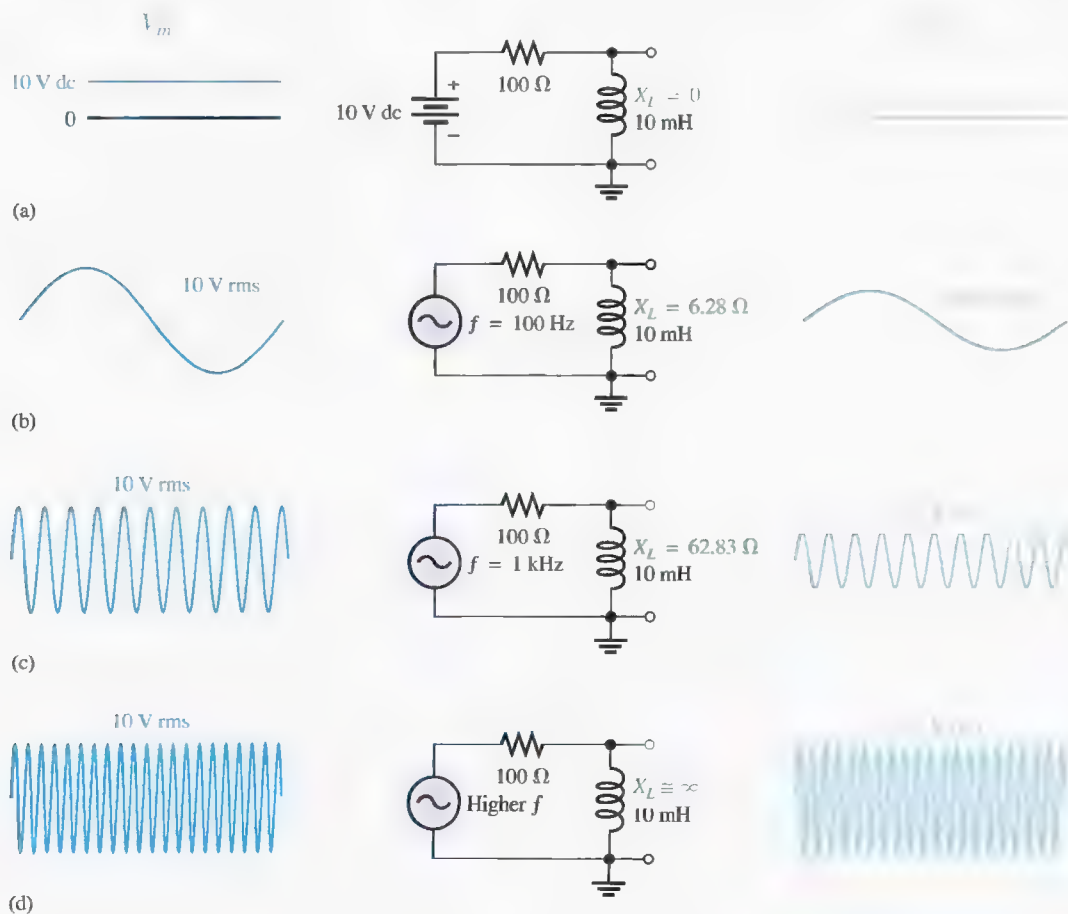 V_in
10 V dc
0
100 Ω
10 V dc
+
−
X_L = 0
10 mH
(a)
10 V rms
100 Ω
f = 100 Hz
X_L = 6.28 Ω
10 mH
(b)
10 V rms
100 Ω
f = 1 kHz
X_L = 62.83 Ω
10 mH
(c)
10 V rms
100 Ω
Higher f
X_L ≅ ∞
10 mH
(d)